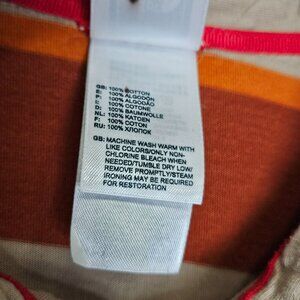 GB: 100% COTTON
E: 100% ALGODÓN
P: 100% ALGODÃO
I: 100% COTONE
D: 100% BAUMWOLLE
NL: 100% KATOEN
F: 100% COTON
RU: 100% ХЛОПОК
GB: MACHINE WASH WARM WITH
LIKE COLORS/ONLY NON-
CHLORINE BLEACH WHEN
NEEDED/TUMBLE DRY LOW/
REMOVE PROMPTLY/STEAM
IRONING MAY BE REQUIRED
FOR RESTORATION